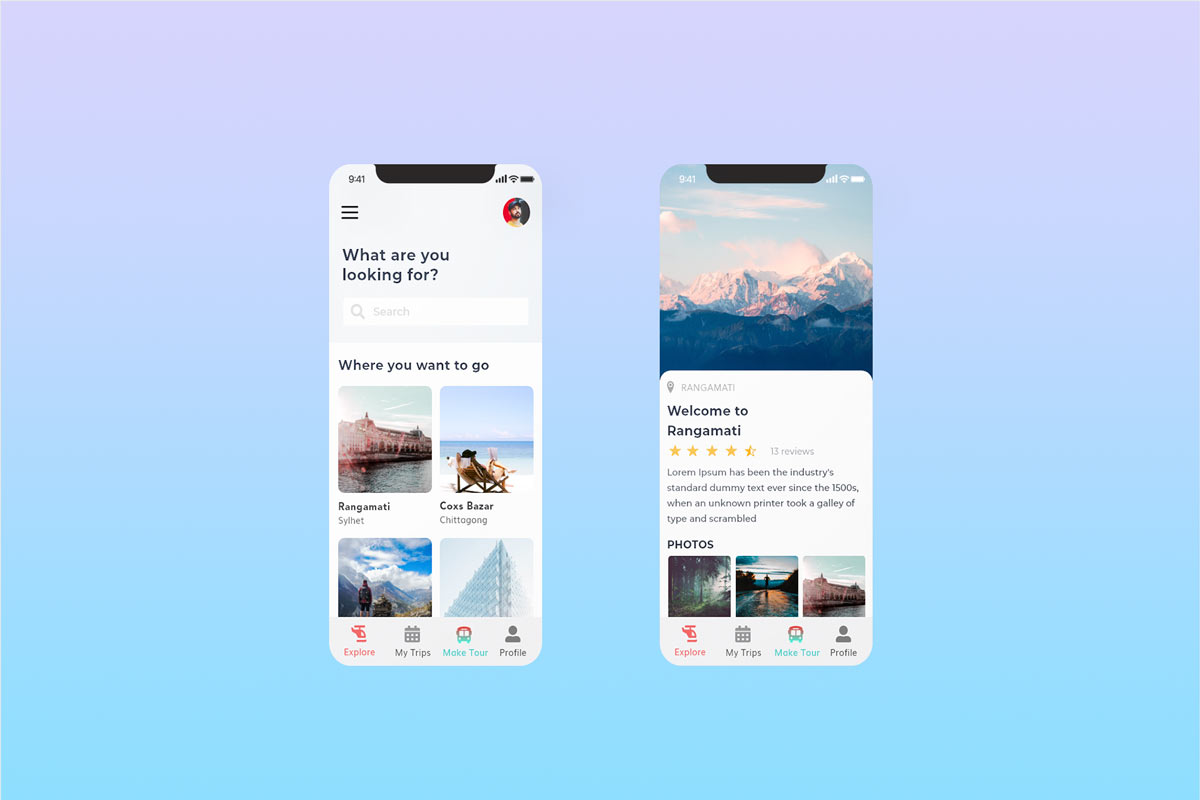 9:41
What are you
looking for?
Search
Where you want to go
Rangamati
Sylhet
Coxs Bazar
Chittagong
Explore
My Trips
Make Tour
Profile
9:41
RANGAMATI
Welcome to
Rangamati
13 reviews
Lorem Ipsum has been the industry's
standard dummy text ever since the 1500s,
when an unknown printer took a galley of
type and scrambled
PHOTOS
Explore
My Trips
Make Tour
Profile